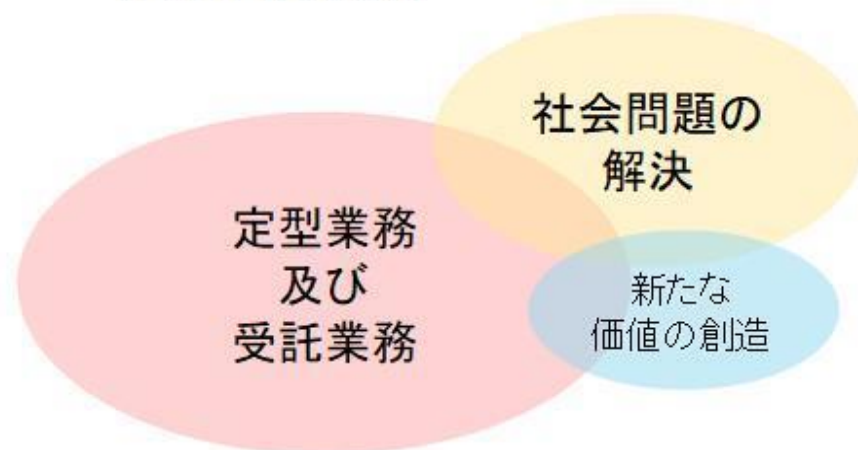 社会問題の
解決
定型業務
及び
受託業務
新たな
価値の創造